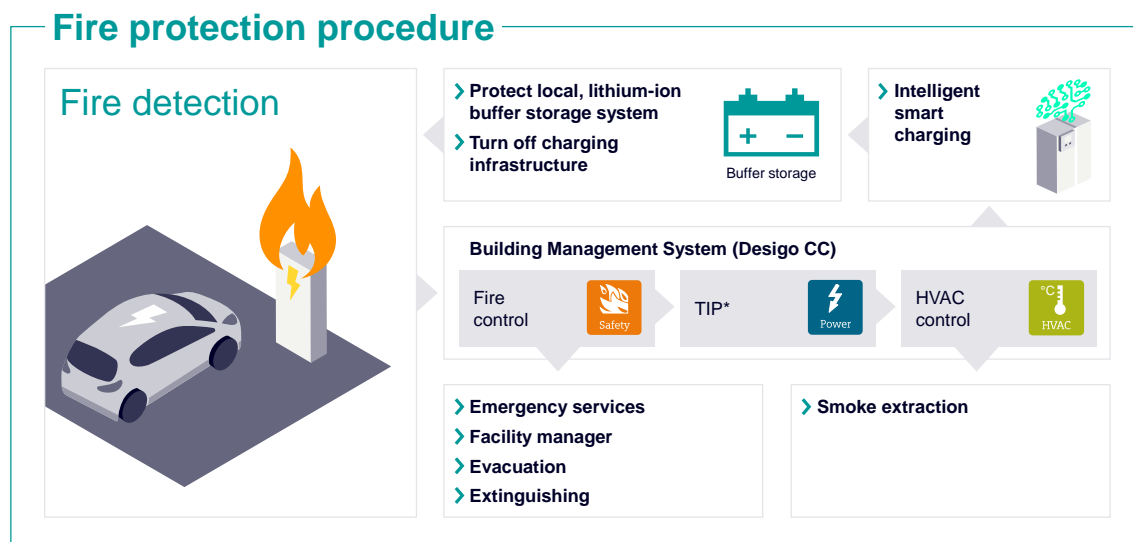 Fire protection procedure
Fire detection
Protect local, lithium-ion
buffer storage system
Turn off charging
infrastructure
+ −
Buffer storage
Intelligent
smart
charging
Building Management System (Desigo CC)
Fire
control
Safety
TIP*
Power
HVAC
control
°C
HVAC
Emergency services
Facility manager
Evacuation
Extinguishing
Smoke extraction